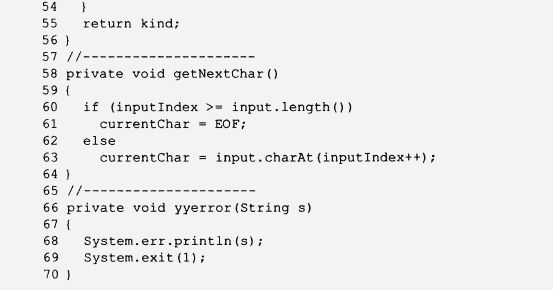 54   }
55   return kind;
56 }
57 //---------------------
58 private void getNextChar()
59 {
60   if (inputIndex >= input.length())
61     currentChar = EOF;
62   else
63     currentChar = input.charAt(inputIndex++);
64 }
65 //---------------------
66 private void yyerror(String s)
67 {
68   System.err.println(s);
69   System.exit(1);
70 }